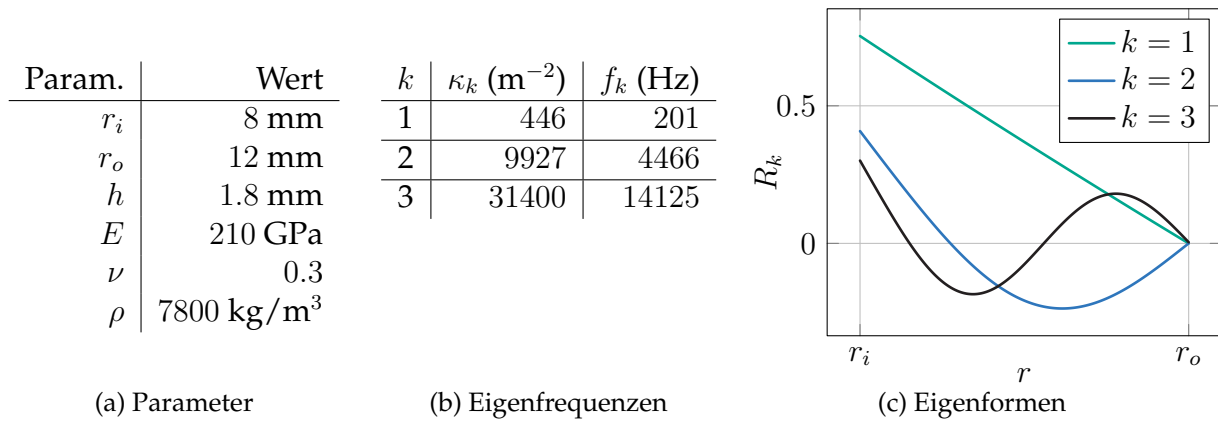 Param. Wert
r_i 8 mm
r_o 12 mm
h 1.8 mm
E 210 GPa
ν 0.3
ρ 7800 kg/m³
(a) Parameter
k κ_k (m⁻²) f_k (Hz)
1 446 201
2 9927 4466
3 31400 14125
(b) Eigenfrequenzen
k = 1
k = 2
k = 3
0.5
0
R_k
r_i r_o
r
(c) Eigenformen